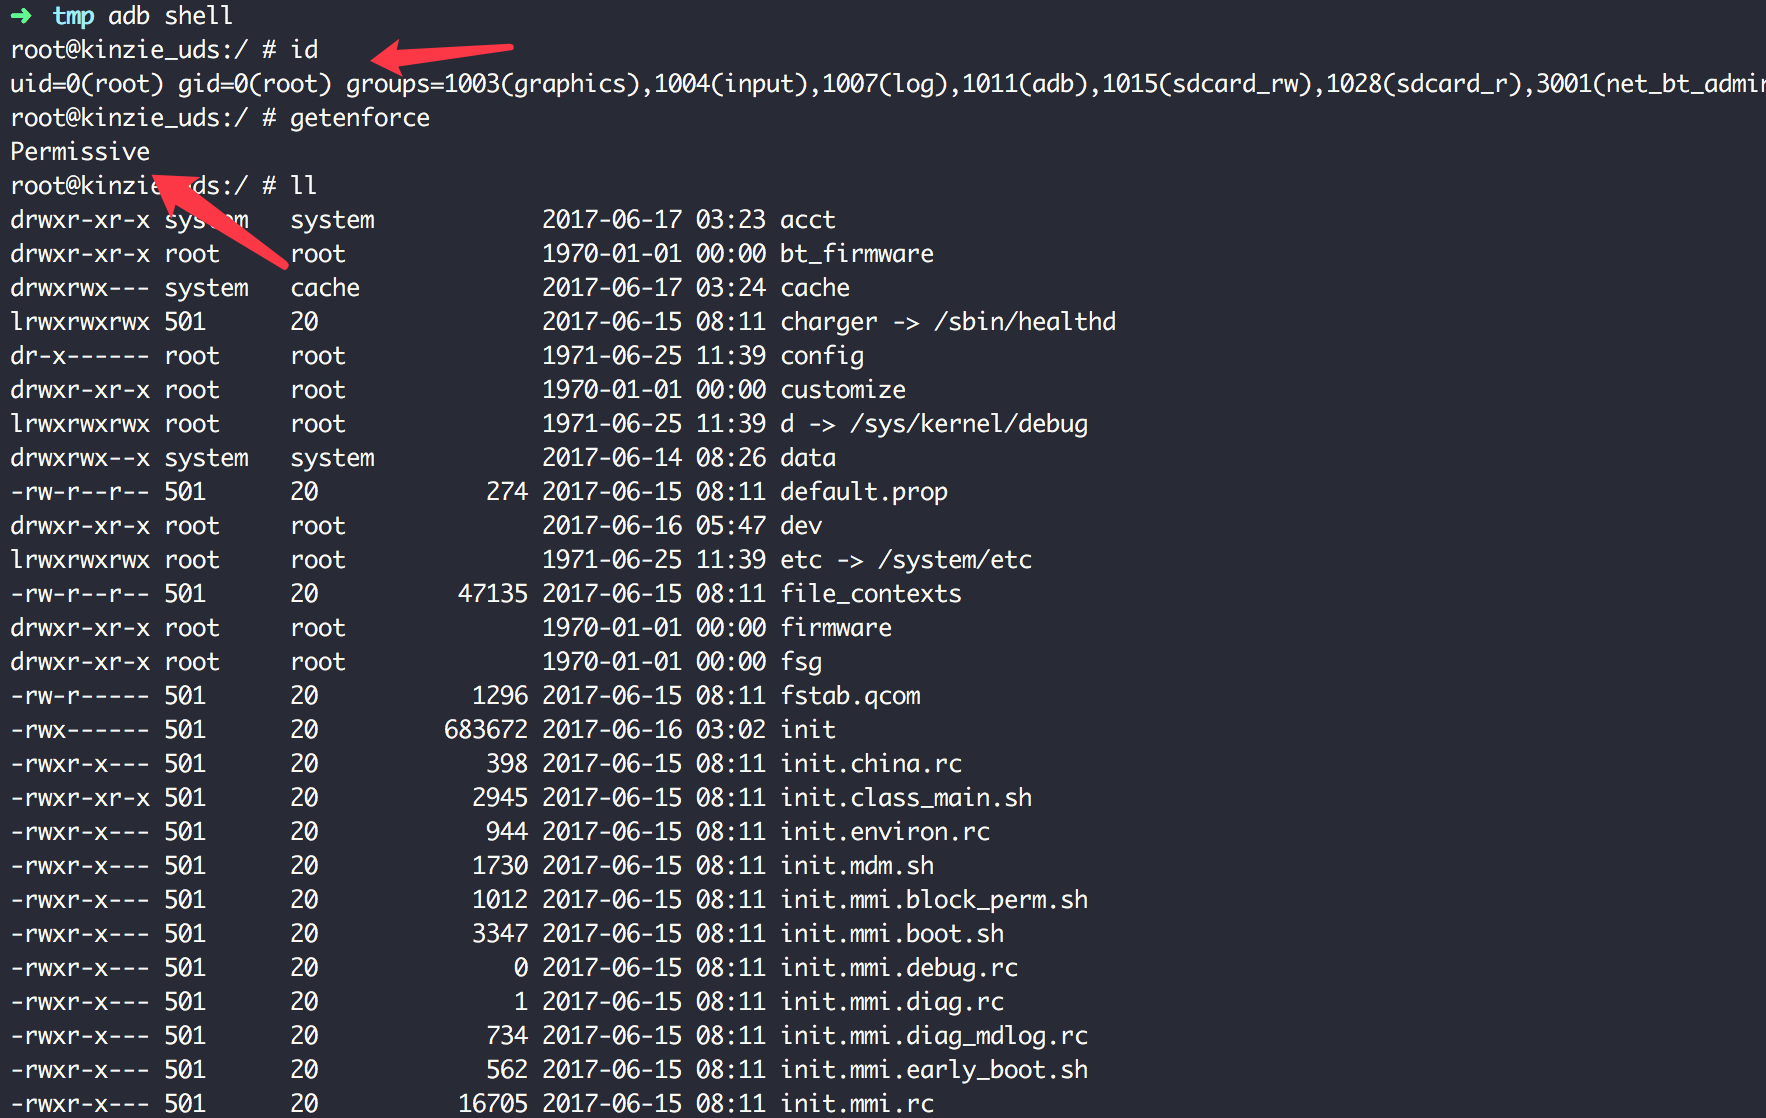 ➜  tmp adb shell
root@kinzie_uds:/ # id
uid=0(root) gid=0(root) groups=1003(graphics),1004(input),1007(log),1011(adb),1015(sdcard_rw),1028(sdcard_r),3001(net_bt_admin
root@kinzie_uds:/ # getenforce
Permissive
root@kinzie_uds:/ # ll
drwxr-xr-x system   system            2017-06-17 03:23 acct
drwxr-xr-x root     root              1970-01-01 00:00 bt_firmware
drwxrwx--- system   cache             2017-06-17 03:24 cache
lrwxrwxrwx 501      20                2017-06-15 08:11 charger -> /sbin/healthd
dr-x------ root     root              1971-06-25 11:39 config
drwxr-xr-x root     root              1970-01-01 00:00 customize
lrwxrwxrwx root     root              1971-06-25 11:39 d -> /sys/kernel/debug
drwxrwx--x system   system            2017-06-14 08:26 data
-rw-r--r-- 501      20            274 2017-06-15 08:11 default.prop
drwxr-xr-x root     root              2017-06-16 05:47 dev
lrwxrwxrwx root     root              1971-06-25 11:39 etc -> /system/etc
-rw-r--r-- 501      20          47135 2017-06-15 08:11 file_contexts
drwxr-xr-x root     root              1970-01-01 00:00 firmware
drwxr-xr-x root     root              1970-01-01 00:00 fsg
-rw-r----- 501      20           1296 2017-06-15 08:11 fstab.qcom
-rwx------ 501      20         683672 2017-06-16 03:02 init
-rwxr-x--- 501      20            398 2017-06-15 08:11 init.china.rc
-rwxr-xr-x 501      20           2945 2017-06-15 08:11 init.class_main.sh
-rwxr-x--- 501      20            944 2017-06-15 08:11 init.environ.rc
-rwxr-x--- 501      20           1730 2017-06-15 08:11 init.mdm.sh
-rwxr-x--- 501      20           1012 2017-06-15 08:11 init.mmi.block_perm.sh
-rwxr-x--- 501      20           3347 2017-06-15 08:11 init.mmi.boot.sh
-rwxr-x--- 501      20              0 2017-06-15 08:11 init.mmi.debug.rc
-rwxr-x--- 501      20              1 2017-06-15 08:11 init.mmi.diag.rc
-rwxr-x--- 501      20            734 2017-06-15 08:11 init.mmi.diag_mdlog.rc
-rwxr-x--- 501      20            562 2017-06-15 08:11 init.mmi.early_boot.sh
-rwxr-x--- 501      20          16705 2017-06-15 08:11 init.mmi.rc